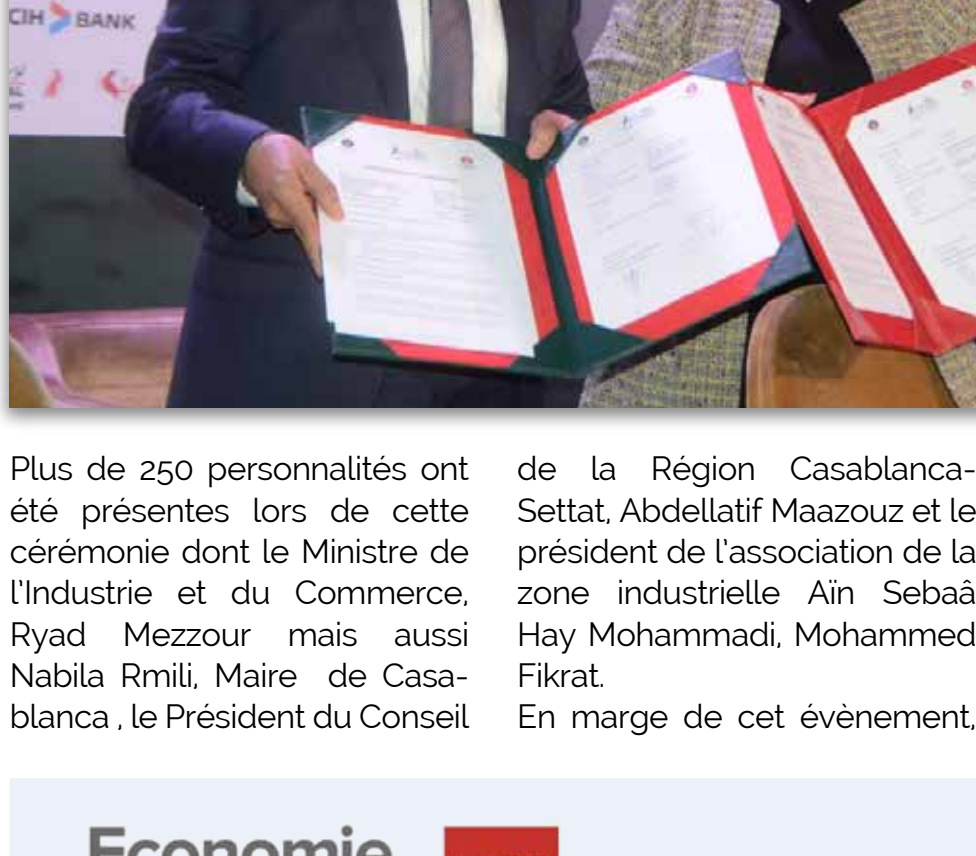 CIH BANK
Plus de 250 personnalités ont
été présentes lors de cette
cérémonie dont le Ministre de
l'Industrie et du Commerce,
Ryad Mezzour mais aussi
Nabila Rmili, Maire de Casa-
blanca , le Président du Conseil
de la Région Casablanca-
Settat, Abdellatif Maazouz et le
président de l'association de la
zone industrielle Aïn Sebaâ
Hay Mohammadi, Mohammed
Fikrat.
En marge de cet évènement,
Economie